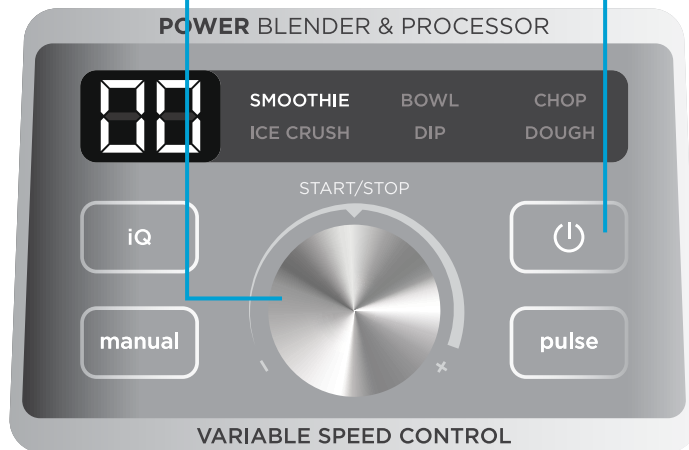 POWER BLENDER & PROCESSOR
00
SMOOTHIE BOWL CHOP
ICE CRUSH DIP DOUGH
START/STOP
iQ
manual
pulse
- +
VARIABLE SPEED CONTROL